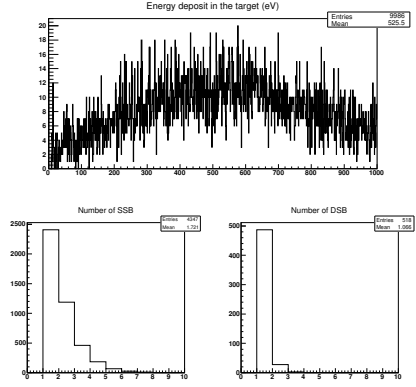 Energy deposit in the target (eV)
Entries 9986
Mean 525.5
20
18
16
14
12
10
8
6
4
2
0
0 100 200 300 400 500 600 700 800 900 1000
Number of SSB
Entries 4347
Mean 1.721
2500
2000
1500
1000
500
0
0 1 2 3 4 5 6 7 8 9 10
Number of DSB
Entries 518
Mean 1.066
500
400
300
200
100
0
0 1 2 3 4 5 6 7 8 9 10